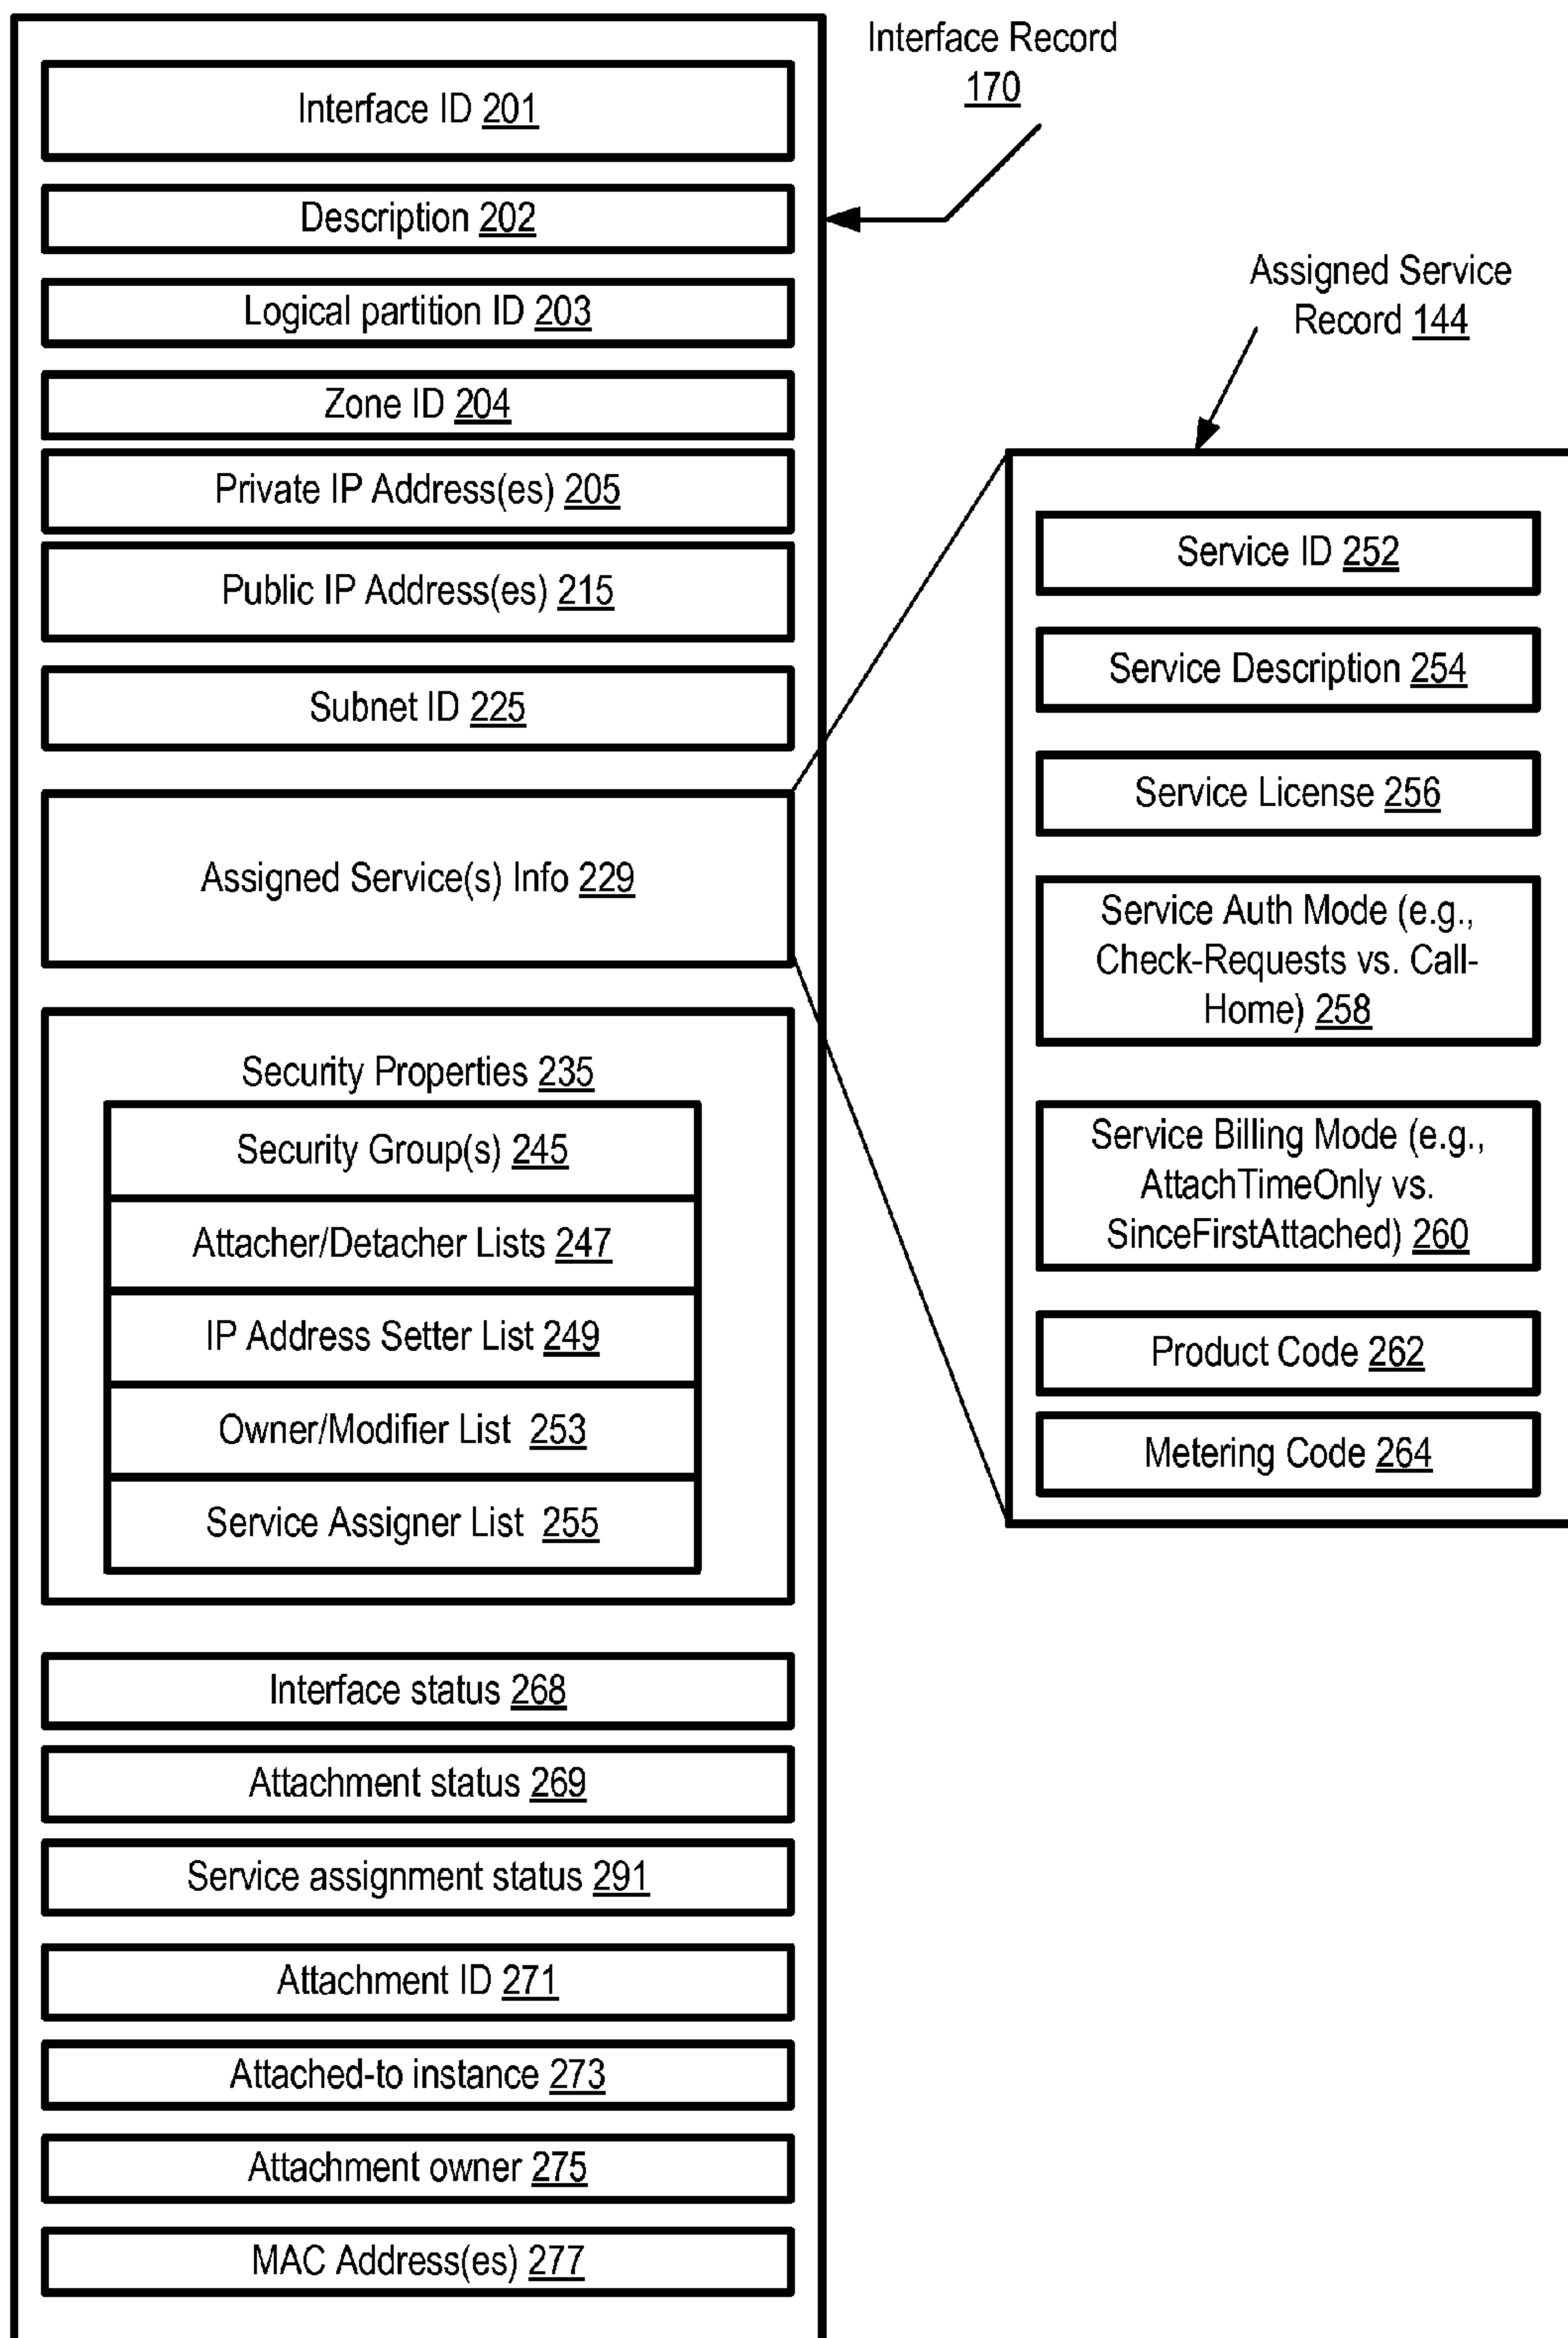 Interface Record
170
Interface ID 201
Description 202
Logical partition ID 203
Zone ID 204
Private IP Address(es) 205
Public IP Address(es) 215
Subnet ID 225
Assigned Service(s) Info 229
Security Properties 235
Security Group(s) 245
Attacher/Detacher Lists 247
IP Address Setter List 249
Owner/Modifier List 253
Service Assigner List 255
Interface status 268
Attachment status 269
Service assignment status 291
Attachment ID 271
Attached-to instance 273
Attachment owner 275
MAC Address(es) 277
Assigned Service
Record 144
Service ID 252
Service Description 254
Service License 256
Service Auth Mode (e.g.,
Check-Requests vs. Call-
Home) 258
Service Billing Mode (e.g.,
AttachTimeOnly vs.
SinceFirstAttached) 260
Product Code 262
Metering Code 264